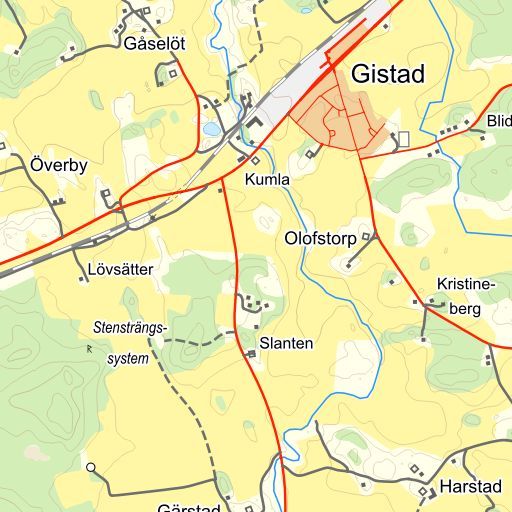 Gåselöt
Gistad
Blid
Överby
Kumla
Olofstorp
Lövsätter
Kristine-
berg
Stensträngs-
system
Slanten
Harstad
Gärstad
R